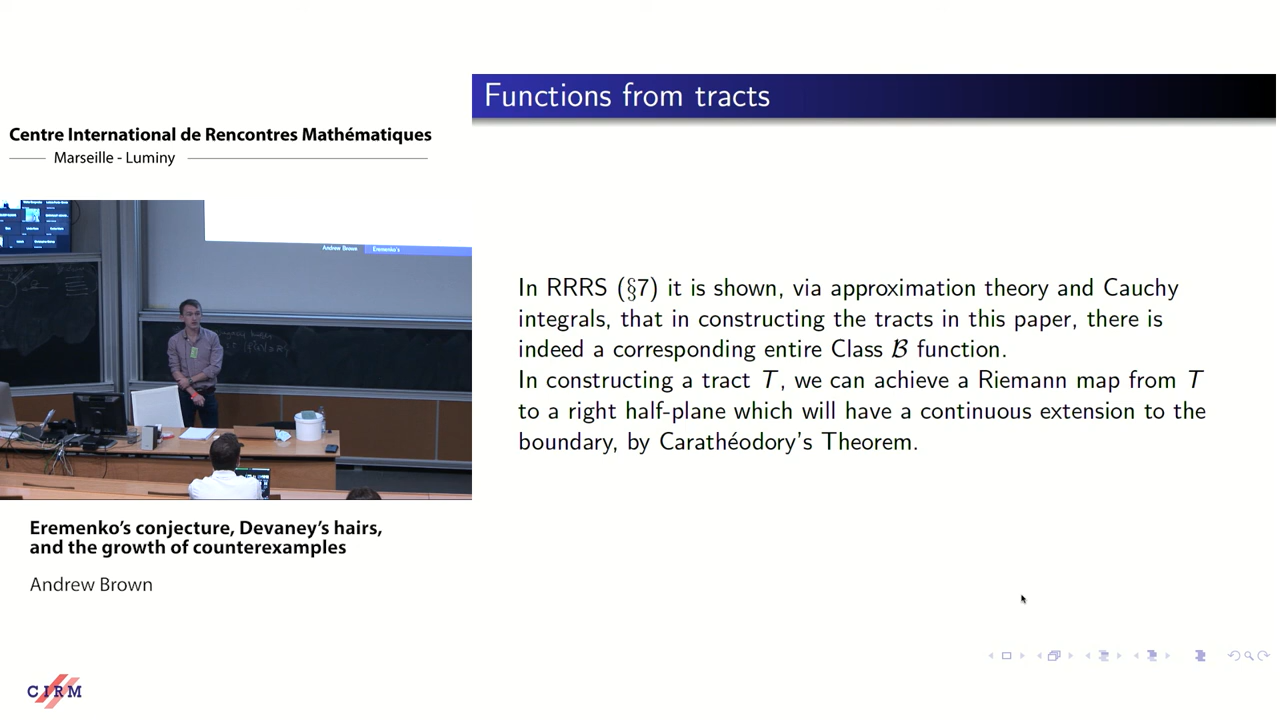 Centre International de Rencontres Mathématiques
Marseille - Luminy
Andrew Brown
Eremenko's
Eremenko's conjecture, Devaney's hairs,
and the growth of counterexamples
Andrew Brown
CIRM
Functions from tracts
In RRRS (§7) it is shown, via approximation theory and Cauchy
integrals, that in constructing the tracts in this paper, there is
indeed a corresponding entire Class ℬ function.
In constructing a tract T, we can achieve a Riemann map from T
to a right half-plane which will have a continuous extension to the
boundary, by Carathéodory's Theorem.